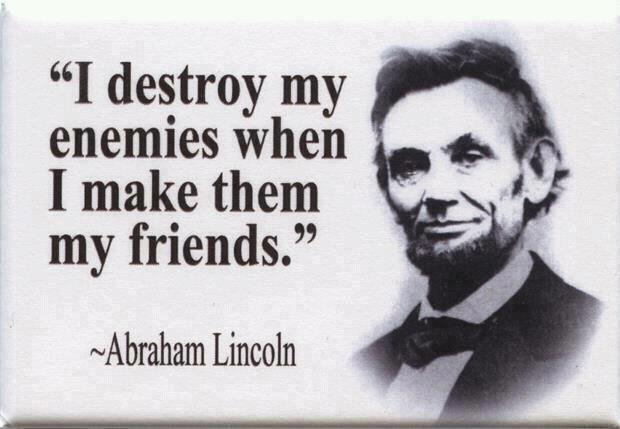 “I destroy my
enemies when
I make them
my friends.”
~Abraham Lincoln